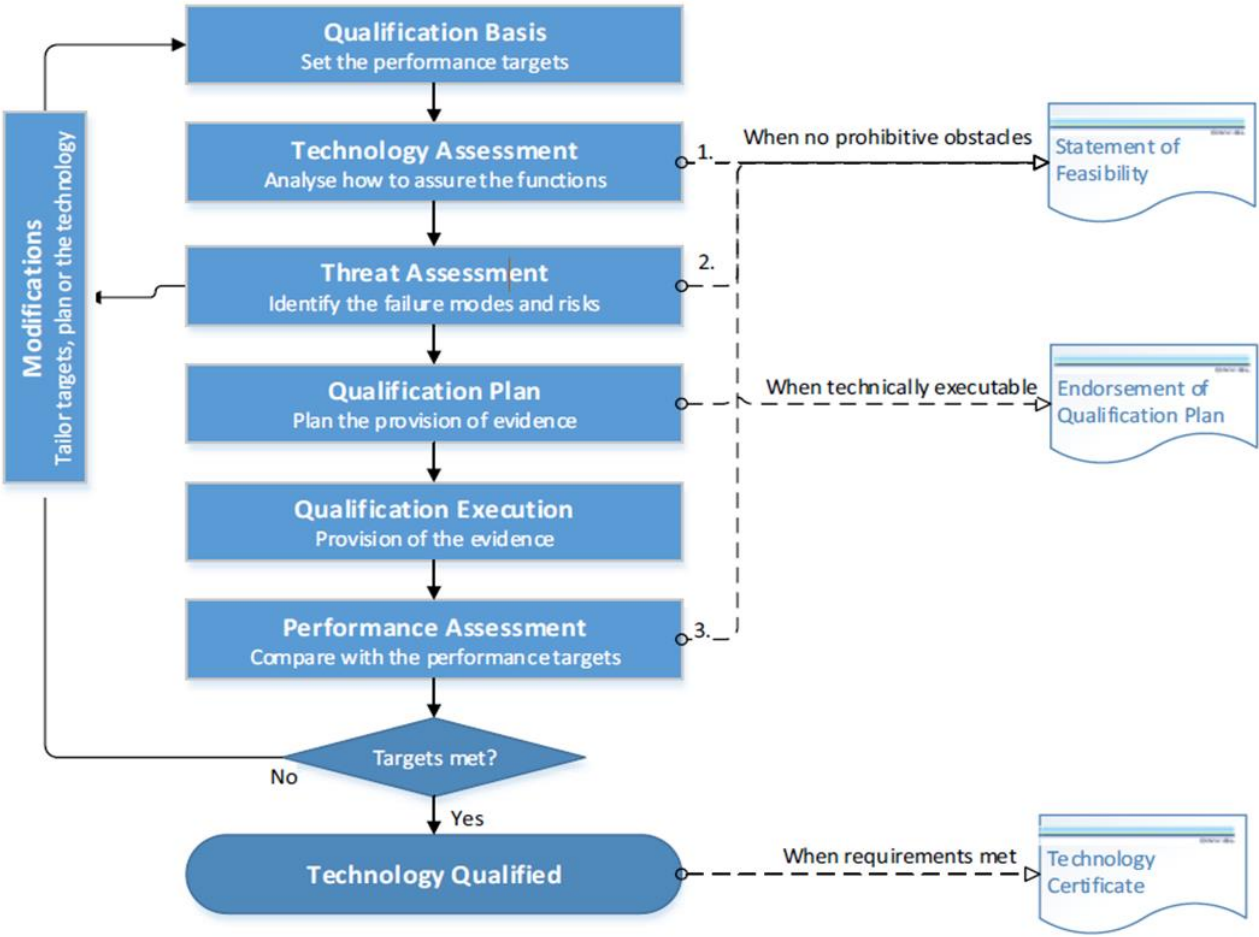 Qualification Basis
Set the performance targets
Technology Assessment
Analyse how to assure the functions
1.
When no prohibitive obstacles
Statement of
Feasibility
Modifications
Tailor targets, plan or the technology
Threat Assessment
Identify the failure modes and risks
2.
Qualification Plan
Plan the provision of evidence
When technically executable
Endorsement of
Qualification Plan
Qualification Execution
Provision of the evidence
Performance Assessment
Compare with the performance targets
3.
Targets met?
No
Yes
Technology Qualified
When requirements met
Technology
Certificate